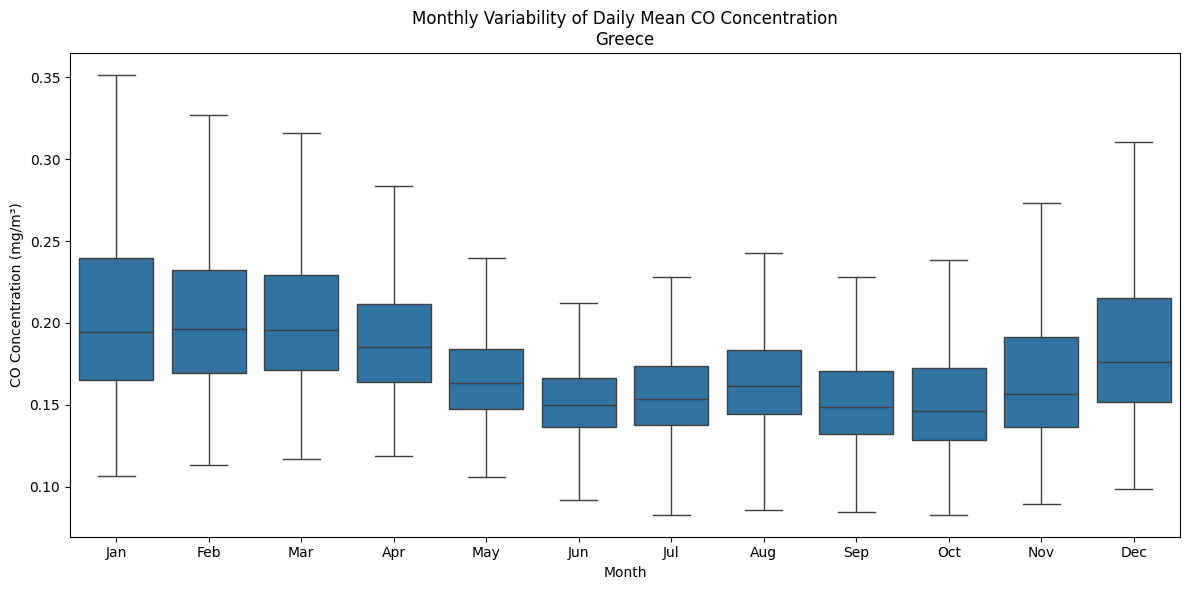 Monthly Variability of Daily Mean CO Concentration
Greece
CO Concentration (mg/m³)
0.35
0.30
0.25
0.20
0.15
0.10
Jan Feb Mar Apr May Jun Jul Aug Sep Oct Nov Dec
Month